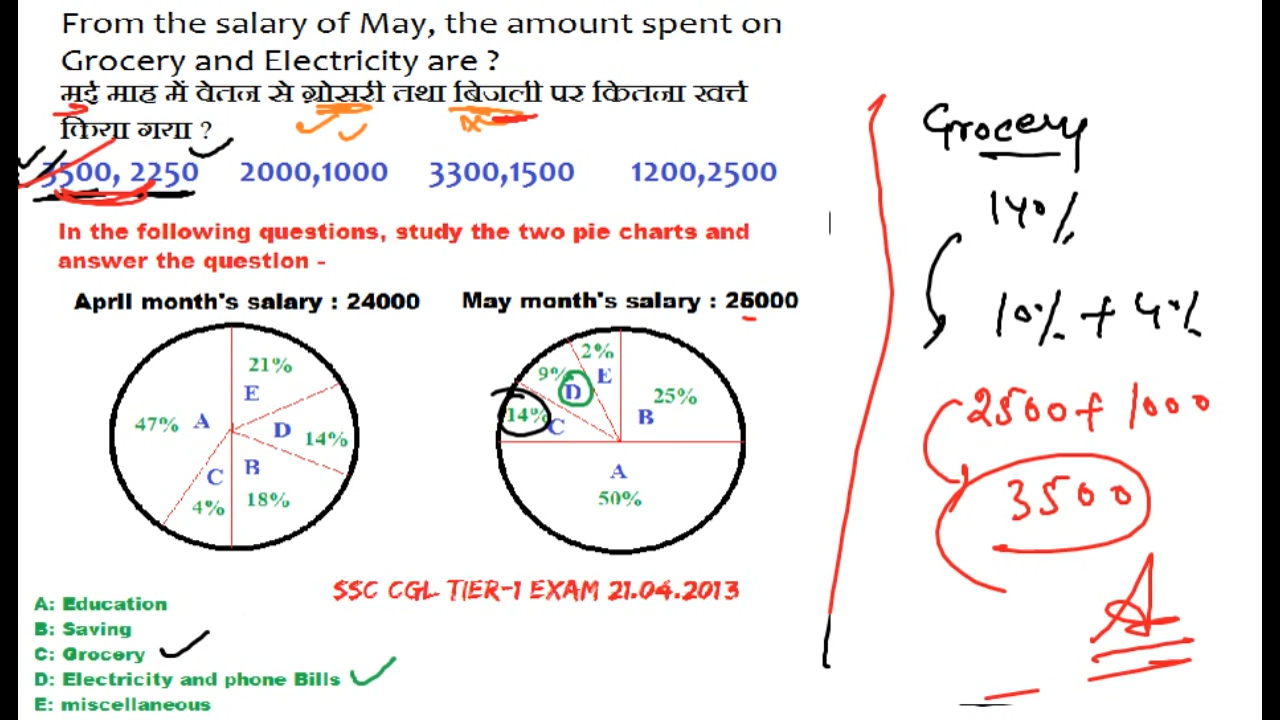 From the salary of May, the amount spent on
Grocery and Electricity are ?
मई माह में वेतन से ग्रोसरी तथा बिजली पर कितना खर्च
किया गया ?
3500, 2250 2000,1000 3300,1500 1200,2500
In the following questions, study the two pie charts and
answer the question -
April month's salary : 24000
21%
E
47% A
D 14%
C B
4% 18%
May month's salary : 25000
2%
9% E
D 25%
14% C B
A
50%
SSC CGL TIER-1 EXAM 21.04.2013
A: Education
B: Saving
C: Grocery
D: Electricity and phone Bills
E: miscellaneous
Grocery
14%
10% + 4%
2500 + 1000
3500
A